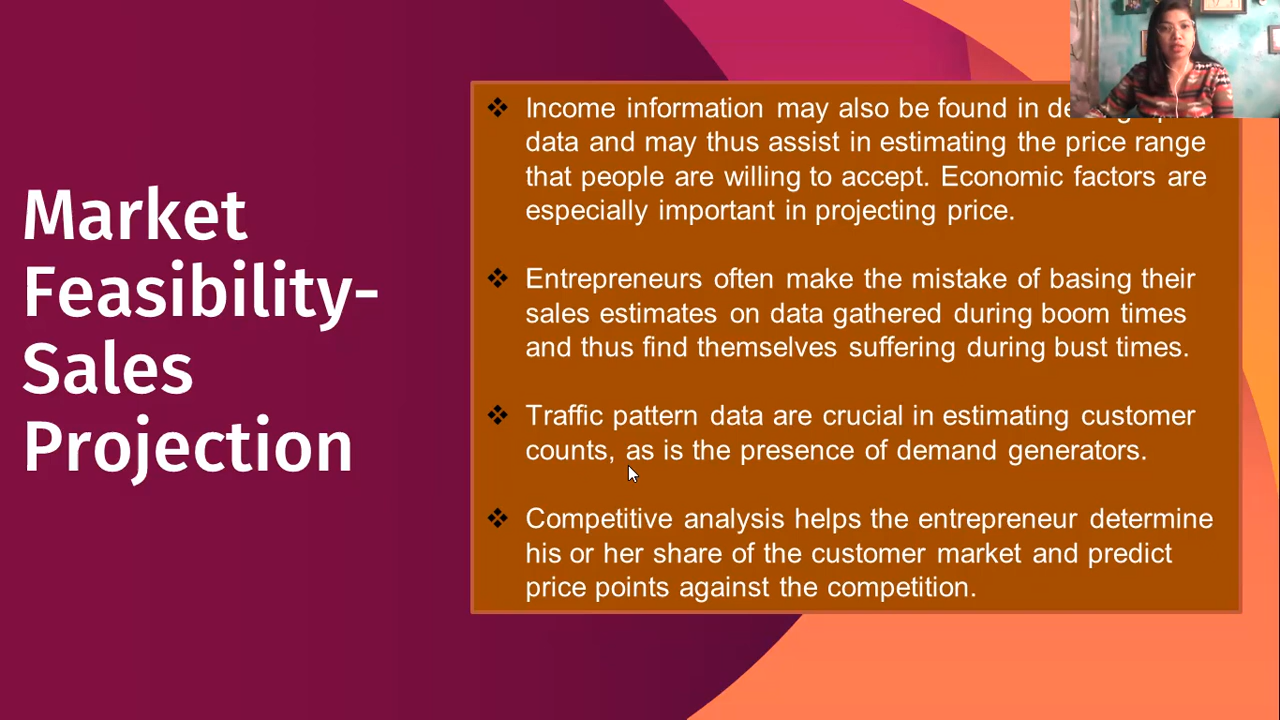 Market
Feasibility-
Sales
Projection
Income information may also be found in
data and may thus assist in estimating the price range
that people are willing to accept. Economic factors are
especially important in projecting price.
Entrepreneurs often make the mistake of basing their
sales estimates on data gathered during boom times
and thus find themselves suffering during bust times.
Traffic pattern data are crucial in estimating customer
counts, as is the presence of demand generators.
Competitive analysis helps the entrepreneur determine
his or her share of the customer market and predict
price points against the competition.